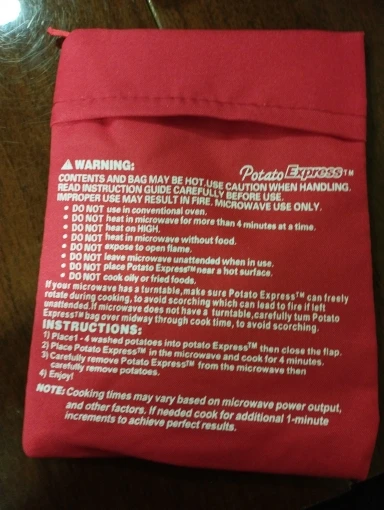 ⚠ WARNING:
Potato Express™
CONTENTS AND BAG MAY BE HOT.USE CAUTION WHEN HANDLING.
READ INSTRUCTION GUIDE CAREFULLY BEFORE USE.
IMPROPER USE MAY RESULT IN FIRE. MICROWAVE USE ONLY.
• DO NOT use in conventional oven.
• DO NOT heat in microwave for more than 4 minutes at a time.
• DO NOT heat on HIGH.
• DO NOT heat in microwave without food.
• DO NOT expose to open flame.
• DO NOT leave microwave unattended when in use.
• DO NOT place Potato Express™ near a hot surface.
• DO NOT cook oily or fried foods.
If your microwave has a turntable,make sure Potato Express™ can freely
rotate during cooking, to avoid scorching which can lead to fire if left
unattended.If microwave does not have a turntable,carefully turn Potato
Express™ bag over midway through cook time, to avoid scorching.
INSTRUCTIONS:
1) Place1 - 4 washed potatoes into potato Express™ then close the flap.
2) Place Potato Express™ in the microwave and cook for 4 minutes.
3) Carefully remove Potato Express™ from the microwave then
carefully remove potatoes.
4) Enjoy!
NOTE: Cooking times may vary based on microwave power output,
and other factors. If needed cook for additional 1-minute
increments to achieve perfect results.